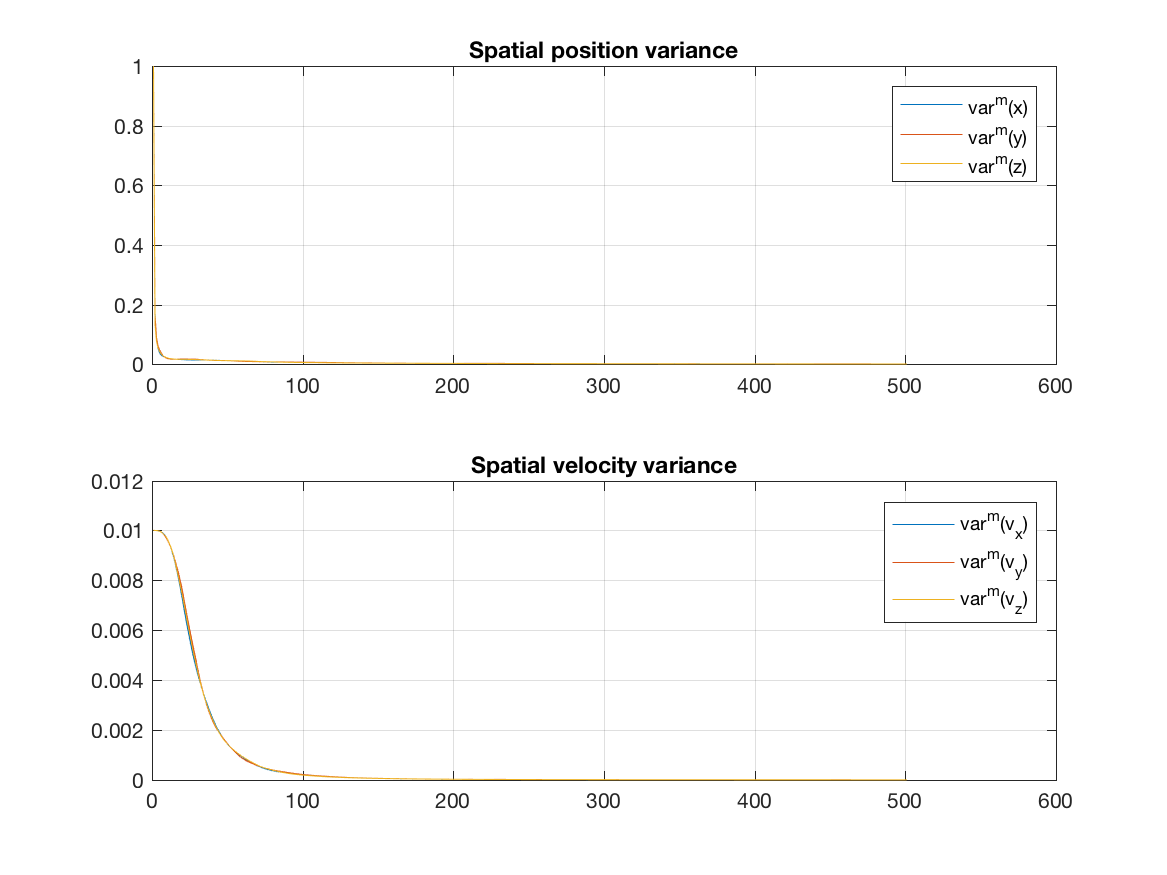 Spatial position variance
1
0.8
0.6
0.4
0.2
0
0 100 200 300 400 500 600
var^m(x)
var^m(y)
var^m(z)
Spatial velocity variance
0.012
0.01
0.008
0.006
0.004
0.002
0
0 100 200 300 400 500 600
var^m(v_x)
var^m(v_y)
var^m(v_z)